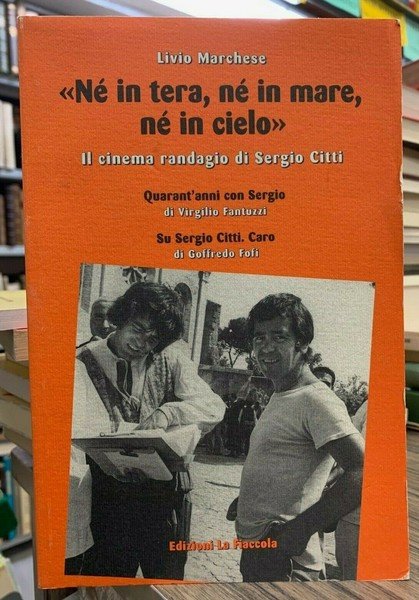 Livio Marchese
«Né in tera, né in mare,
né in cielo»
Il cinema randagio di Sergio Citti
Quarant'anni con Sergio
di Virgilio Fantuzzi
Su Sergio Citti. Caro
di Goffredo Fofi
Edizioni La Fiaccola